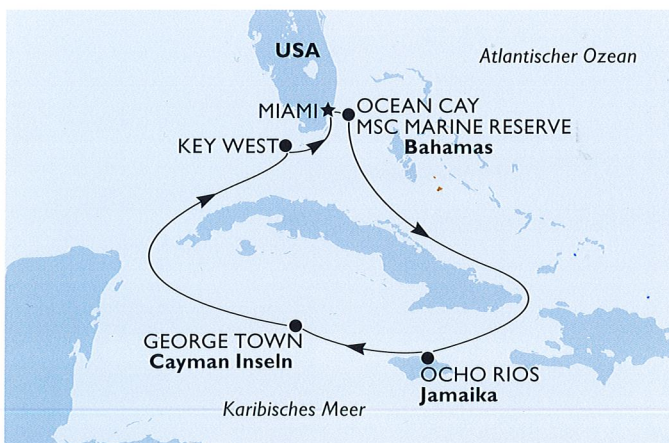 USA
Atlantischer Ozean
MIAMI
OCEAN CAY
MSC MARINE RESERVE
Bahamas
KEY WEST
GEORGE TOWN
Cayman Inseln
OCHO RIOS
Jamaika
Karibisches Meer